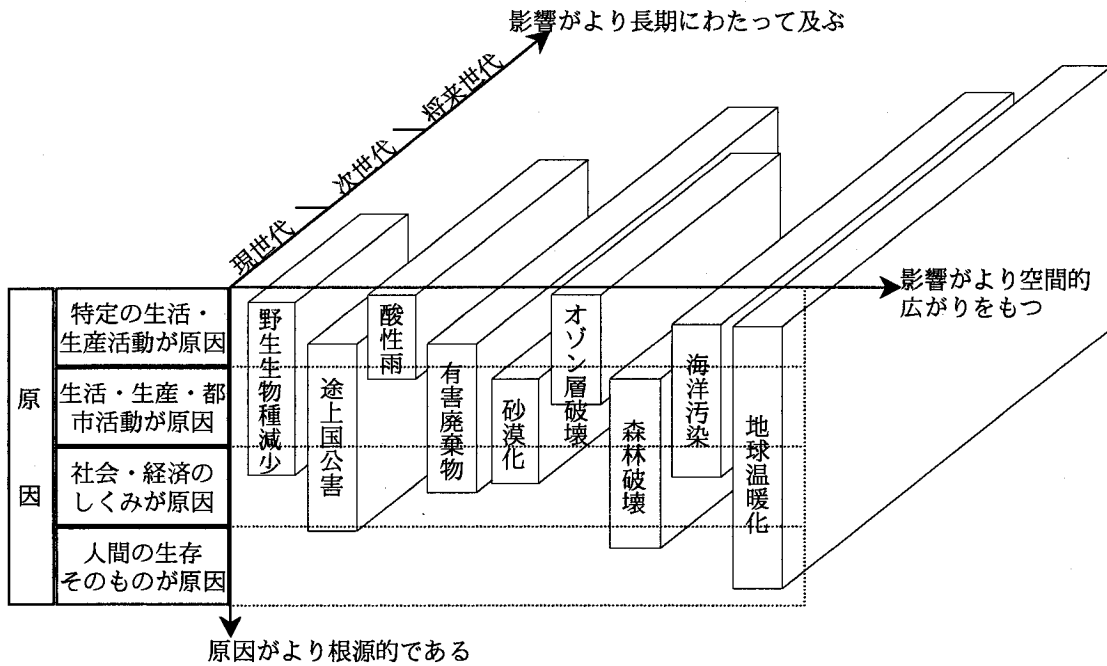 影響がより長期にわたって及ぶ
将来世代
次世代
現世代
影響がより空間的
広がりをもつ
原因
特定の生活・
生産活動が原因
生活・生産・都
市活動が原因
社会・経済の
しくみが原因
人間の生存
そのものが原因
野生生物種減少
途上国公害
酸性雨
有害廃棄物
砂漠化
オゾン層破壊
森林破壊
海洋汚染
地球温暖化
原因がより根源的である